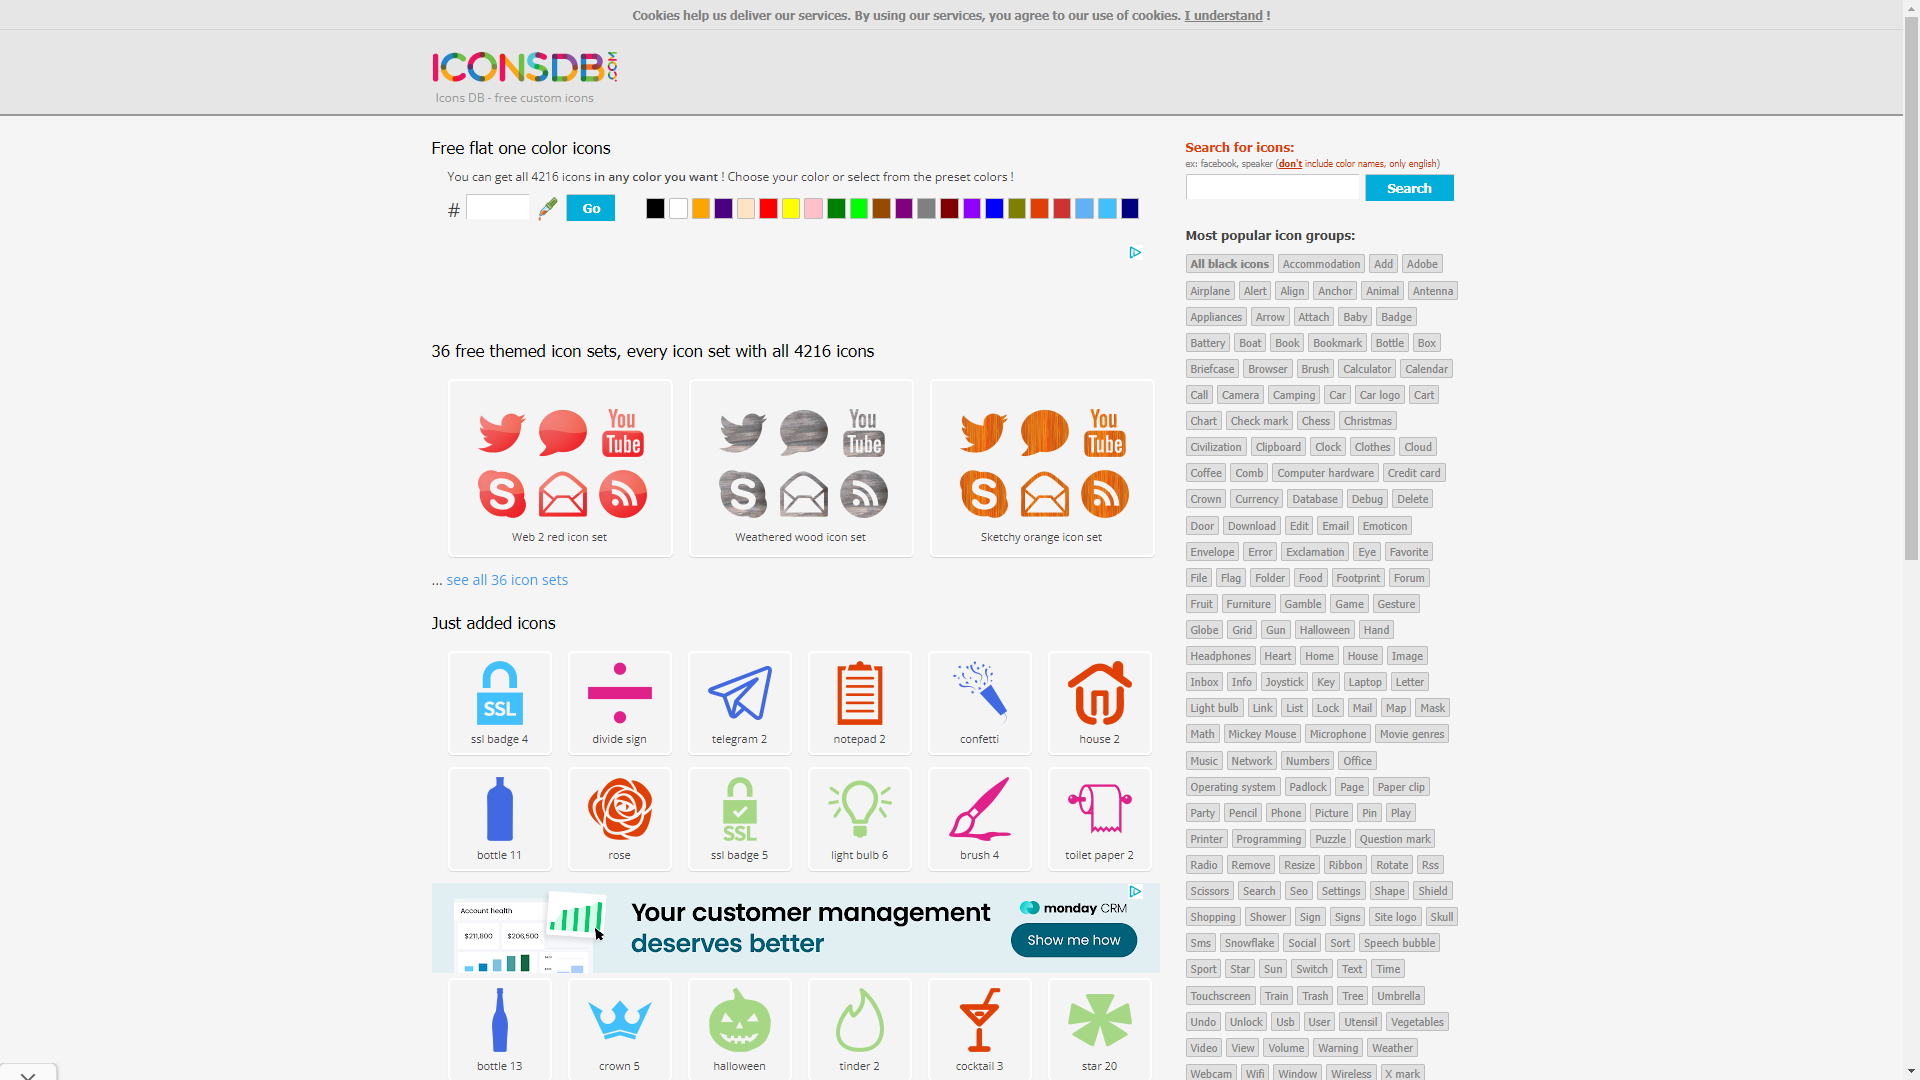 Cookies help us deliver our services. By using our services, you agree to our use of cookies. I understand !
ICONSDB.COM
Icons DB - free custom icons
Free flat one color icons
You can get all 4216 icons in any color you want ! Choose your color or select from the preset colors !
# Go
36 free themed icon sets, every icon set with all 4216 icons
You Tube
You Tube
You Tube
Web 2 red icon set
Weathered wood icon set
Sketchy orange icon set
... see all 36 icon sets
Just added icons
SSL
ssl badge 4
divide sign
telegram 2
notepad 2
confetti
house 2
SSL
bottle 11
rose
ssl badge 5
light bulb 6
brush 4
toilet paper 2
Account health
$211,800 $206,500
Your customer management
deserves better
monday CRM
Show me how
bottle 13
crown 5
halloween
tinder 2
cocktail 3
star 20
Search for icons:
ex: facebook, speaker (don't include color names, only english)
Search
Most popular icon groups:
All black icons Accommodation Add Adobe
Airplane Alert Align Anchor Animal Antenna
Appliances Arrow Attach Baby Badge
Battery Boat Book Bookmark Bottle Box
Briefcase Browser Brush Calculator Calendar
Call Camera Camping Car Car logo Cart
Chart Check mark Chess Christmas
Civilization Clipboard Clock Clothes Cloud
Coffee Comb Computer hardware Credit card
Crown Currency Database Debug Delete
Door Download Edit Email Emoticon
Envelope Error Exclamation Eye Favorite
File Flag Folder Food Footprint Forum
Fruit Furniture Gamble Game Gesture
Globe Grid Gun Halloween Hand
Headphones Heart Home House Image
Inbox Info Joystick Key Laptop Letter
Light bulb Link List Lock Mail Map Mask
Math Mickey Mouse Microphone Movie genres
Music Network Numbers Office
Operating system Padlock Page Paper clip
Party Pencil Phone Picture Pin Play
Printer Programming Puzzle Question mark
Radio Remove Resize Ribbon Rotate Rss
Scissors Search Seo Settings Shape Shield
Shopping Shower Sign Signs Site logo Skull
Sms Snowflake Social Sort Speech bubble
Sport Star Sun Switch Text Time
Touchscreen Train Trash Tree Umbrella
Undo Unlock Usb User Utensil Vegetables
Video View Volume Warning Weather
Webcam Wifi Window Wireless X mark